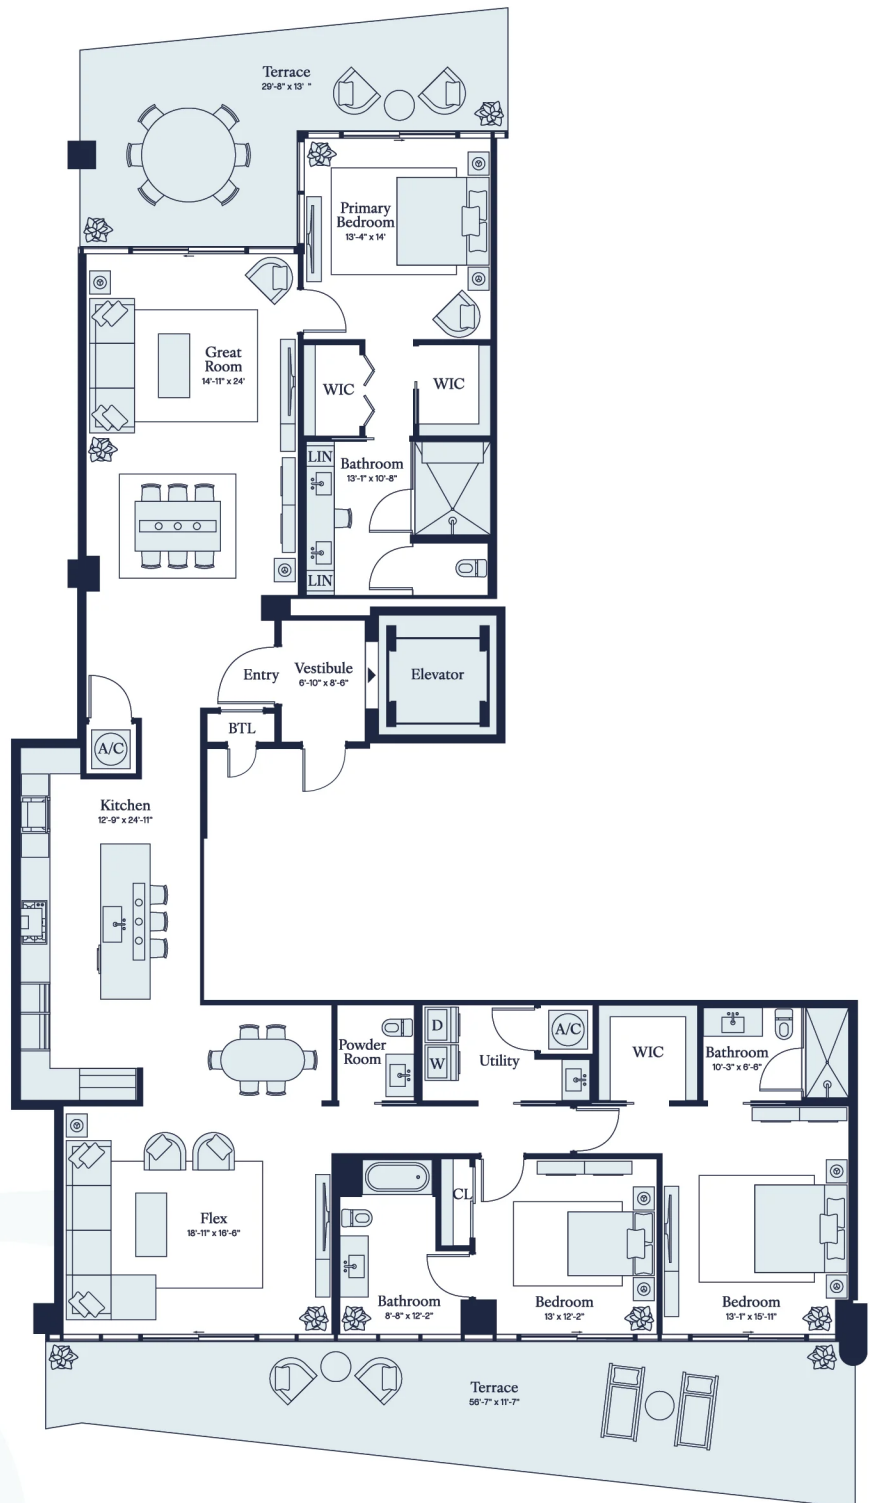 Terrace
29'-8" x 13' "
Primary
Bedroom
13'-4" x 14'
Great
Room
14'-11" x 24'
WIC
WIC
LIN
Bathroom
13'-1" x 10'-8"
LIN
Entry
Vestibule
6'-10" x 8'-6"
Elevator
BTL
A/C
Kitchen
12'-9" x 24'-11"
D
W
Powder
Room
Utility
A/C
WIC
Bathroom
10'-3" x 6'-6"
CL
Flex
18'-11" x 16'-6"
Bathroom
8'-8" x 12'-2"
Bedroom
13' x 12'-2"
Bedroom
13'-1" x 15'-11"
Terrace
56'-7" x 11'-7"